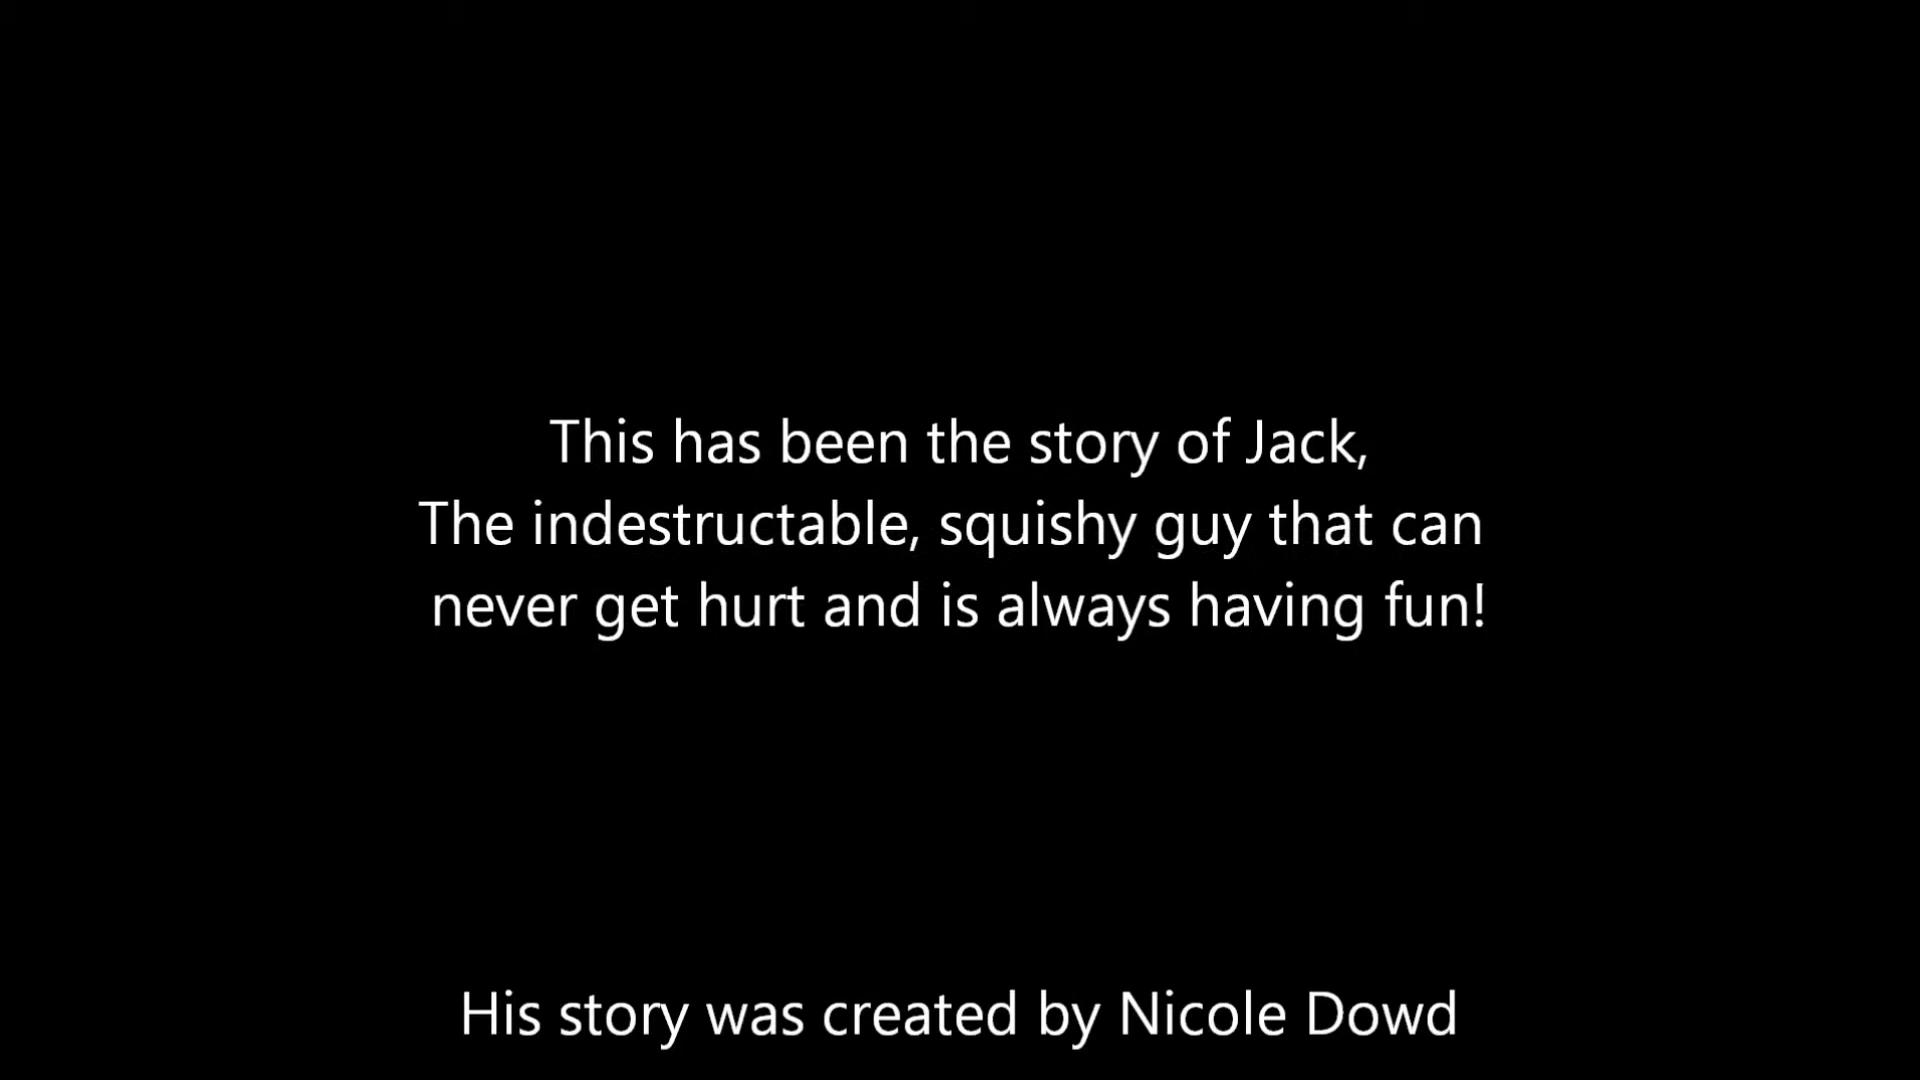 This has been the story of Jack,
The indestructable, squishy guy that can
never get hurt and is always having fun!
His story was created by Nicole Dowd